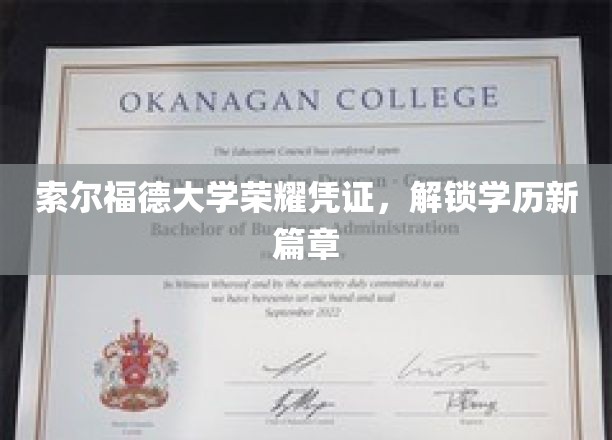 OKANAGAN COLLEGE
The Education Council has conferred upon
索尔福德大学荣耀凭证，解锁学历新
篇章
Bachelor of Business Administration
In Witness Whereof and by the authority duly committed to us
we have hereunto set our hand and seal
September 2022